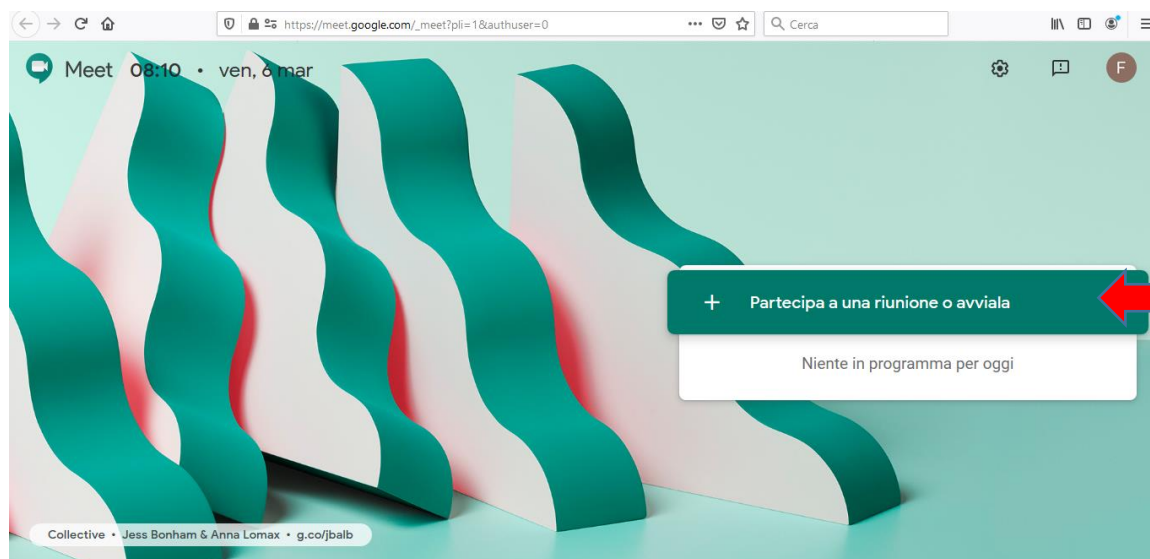 https://meet.google.com/_meet?pli=1&authuser=0
Cerca
Meet 08:10 • ven, 6 mar
F
+ Partecipa a una riunione o avviala
Niente in programma per oggi
Collective • Jess Bonham & Anna Lomax • g.co/jbalb